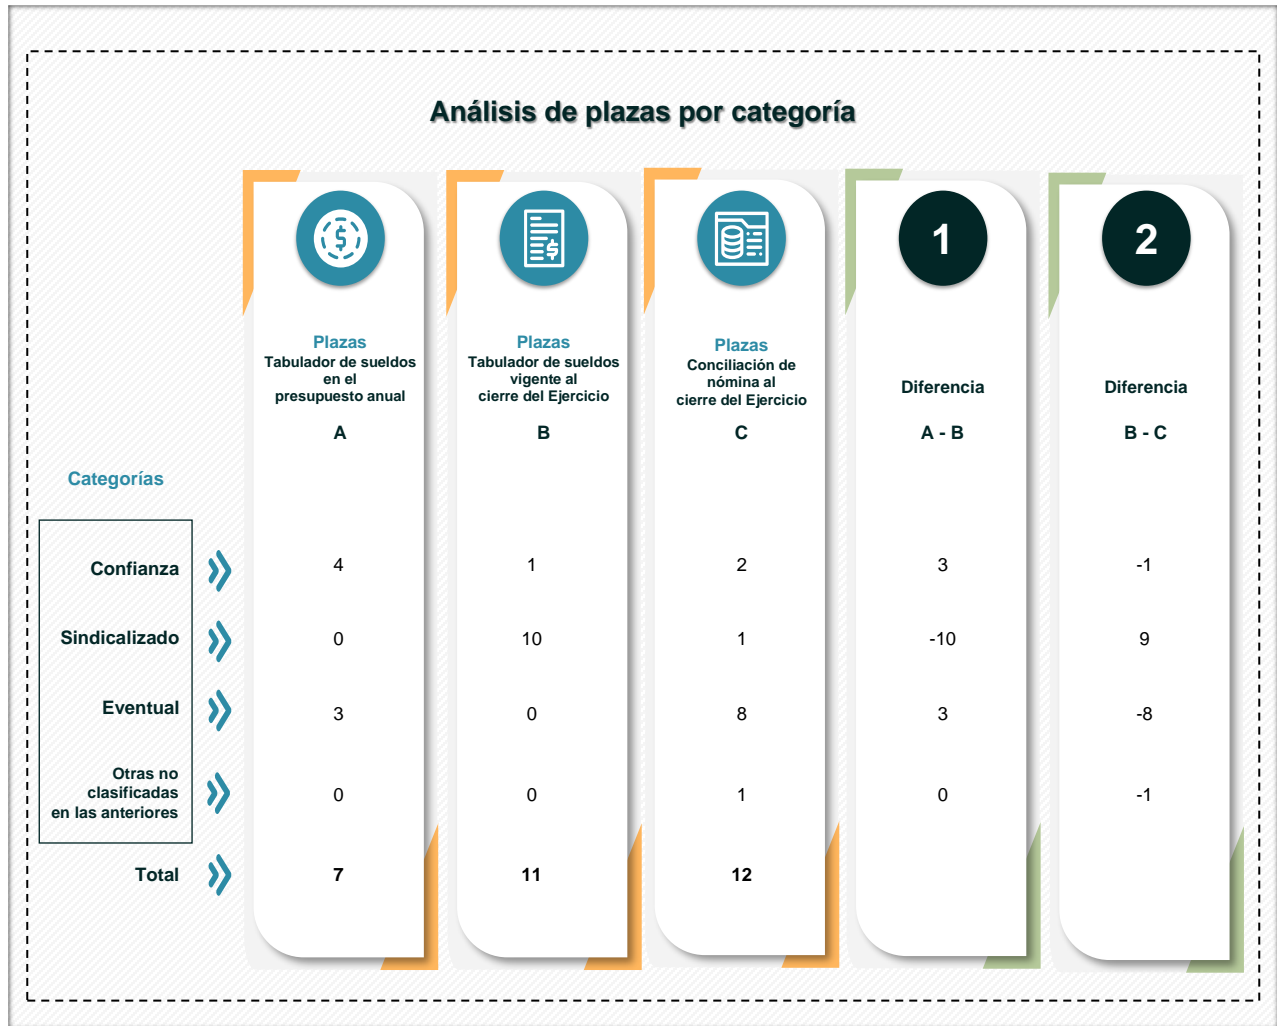 Análisis de plazas por categoría
1
2
Plazas
Tabulador de sueldos
en el
presupuesto anual
A
Plazas
Tabulador de sueldos
vigente al
cierre del Ejercicio
B
Plazas
Conciliación de
nómina al
cierre del Ejercicio
C
Diferencia
A - B
Diferencia
B - C
Categorías
Confianza 4 1 2 3 -1
Sindicalizado 0 10 1 -10 9
Eventual 3 0 8 3 -8
Otras no
clasificadas
en las anteriores 0 0 1 0 -1
Total 7 11 12